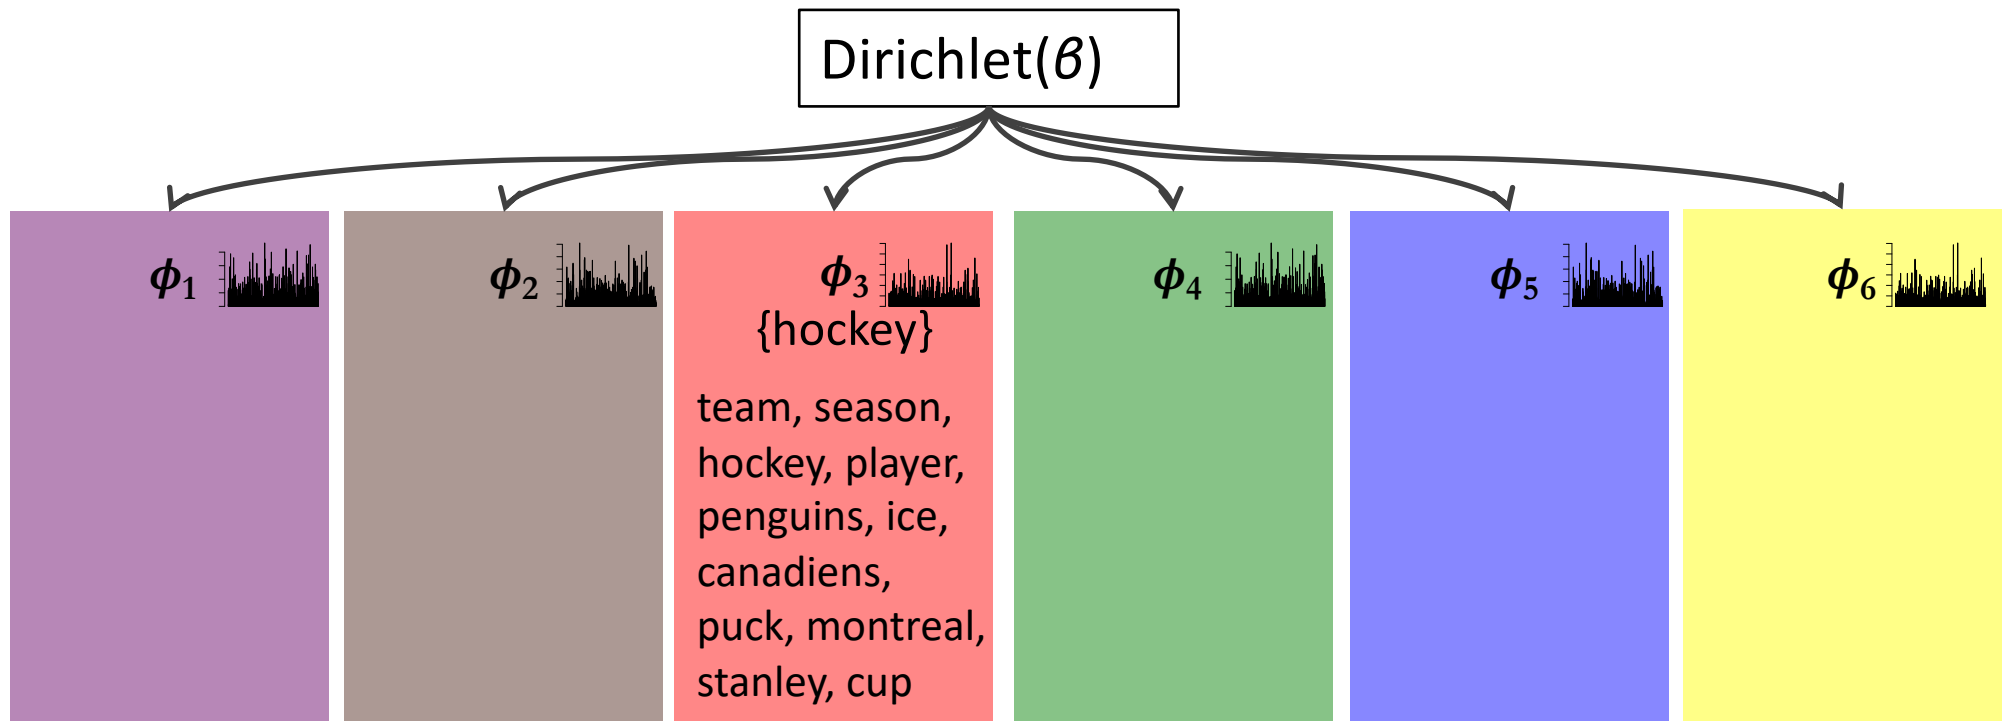 Dirichlet(β)
ϕ1
ϕ2
ϕ3
ϕ4
ϕ5
ϕ6
{hockey}
team, season,
hockey, player,
penguins, ice,
canadiens,
puck, montreal,
stanley, cup